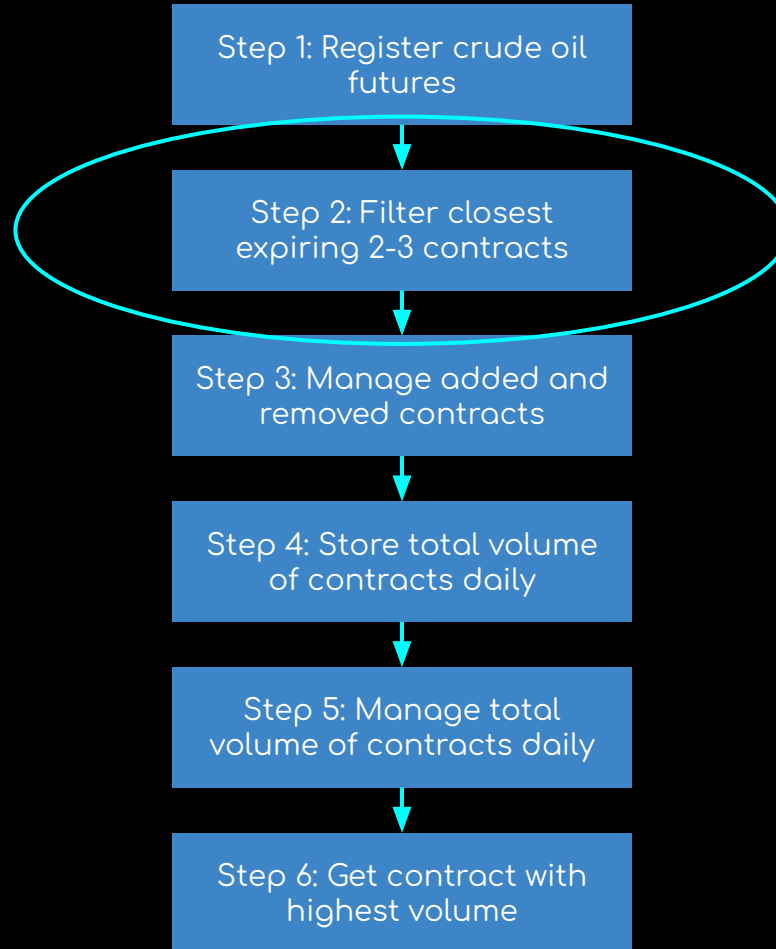 Step 1: Register crude oil
futures
Step 2: Filter closest
expiring 2-3 contracts
Step 3: Manage added and
removed contracts
Step 4: Store total volume
of contracts daily
Step 5: Manage total
volume of contracts daily
Step 6: Get contract with
highest volume